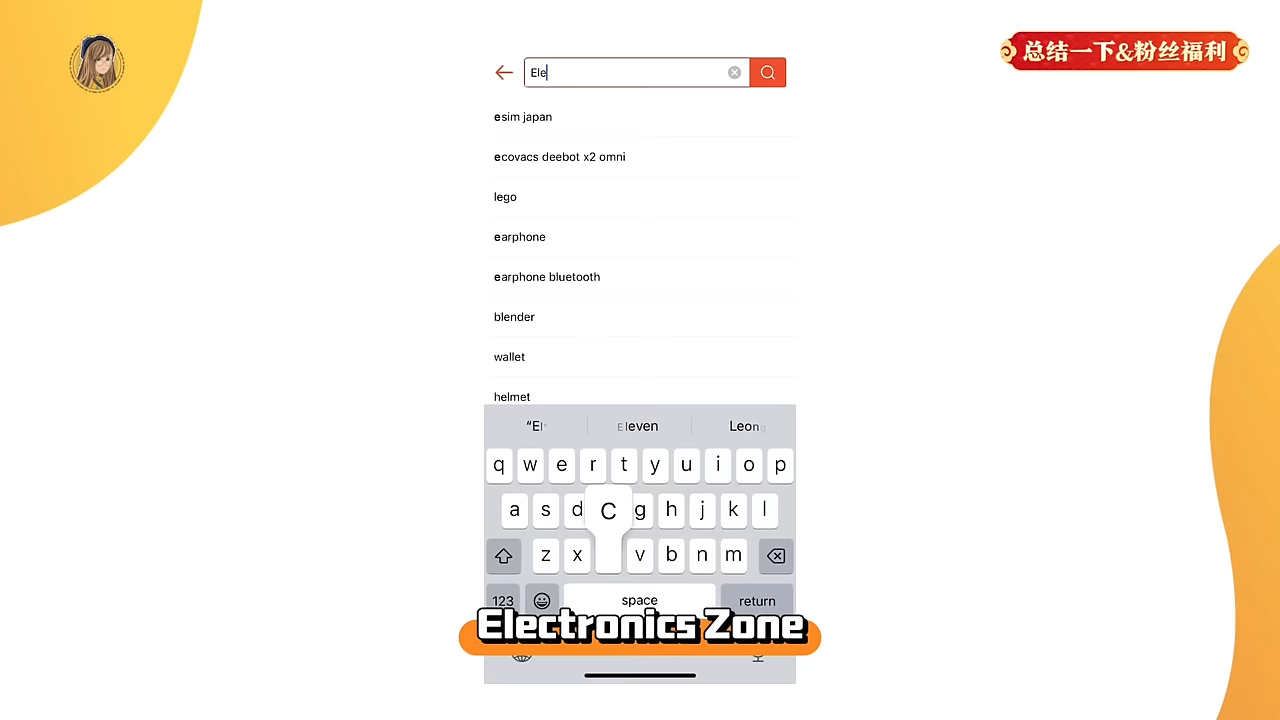 总结一下&粉丝福利
Ele
esim japan
ecovacs deebot x2 omni
lego
earphone
earphone bluetooth
blender
wallet
helmet
“El” Eleven Leong
q w e r t y u i o p
a s d C g h j k l
z x v b n m
123 space return
Electronics Zone